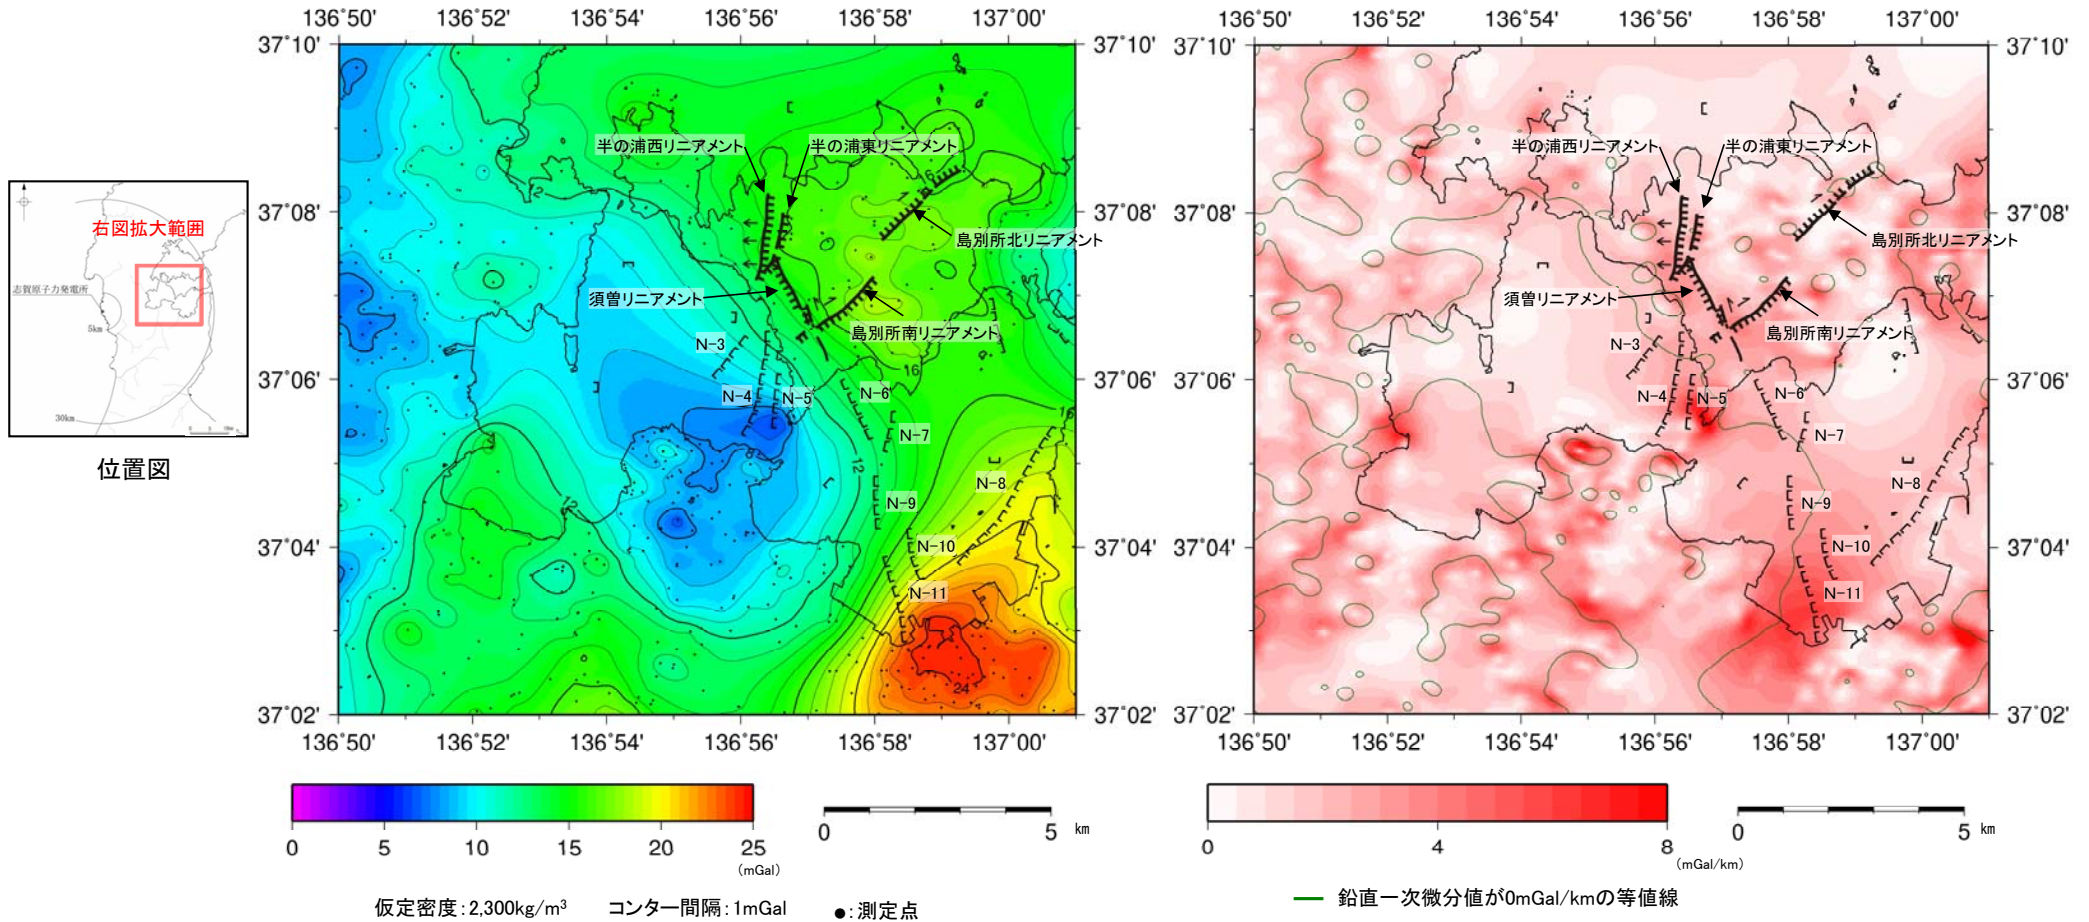 右図拡大範囲
志賀原子力発電所
5km
30km
位置図
136°50' 136°52' 136°54' 136°56' 136°58' 137°00'
37°10' 37°10'
37°08' 37°08'
37°06' 37°06'
37°04' 37°04'
37°02' 37°02'
136°50' 136°52' 136°54' 136°56' 136°58' 137°00'
半の浦西リニアメント
半の浦東リニアメント
島別所北リニアメント
須曽リニアメント
島別所南リニアメント
N-3
N-4
N-5
N-6
N-7
N-8
N-9
N-10
N-11
12
16
16
16
8
12
12
24
0 5 10 15 20 25
(mGal)
0 5 km
仮定密度:2,300kg/m³ コンター間隔:1mGal ●:測定点
136°50' 136°52' 136°54' 136°56' 136°58' 137°00'
37°10' 37°10'
37°08' 37°08'
37°06' 37°06'
37°04' 37°04'
37°02' 37°02'
136°50' 136°52' 136°54' 136°56' 136°58' 137°00'
半の浦西リニアメント
半の浦東リニアメント
島別所北リニアメント
須曽リニアメント
島別所南リニアメント
N-3
N-4
N-5
N-6
N-7
N-8
N-9
N-10
N-11
0 4 8
(mGal/km)
0 5 km
鉛直一次微分値が0mGal/kmの等値線